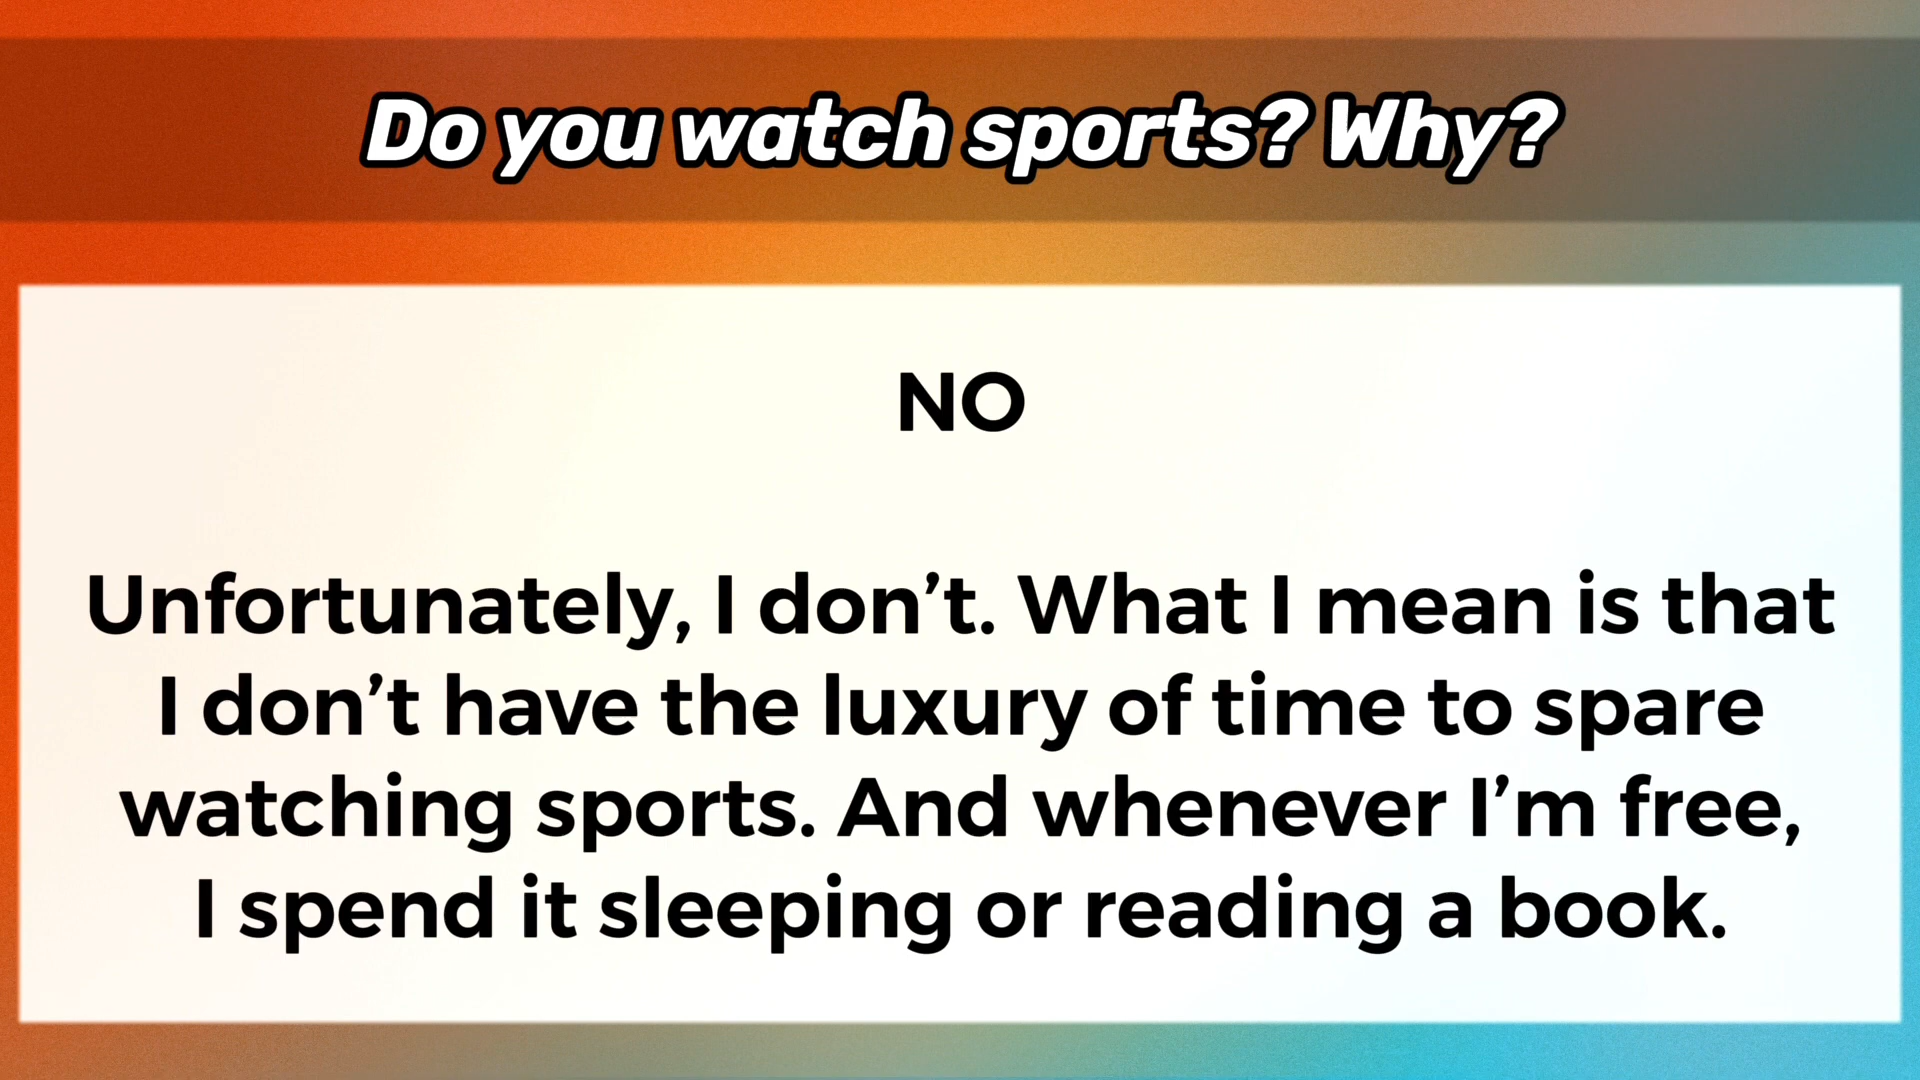 Do you watch sports? Why?
NO
Unfortunately, I don’t. What I mean is that
I don’t have the luxury of time to spare
watching sports. And whenever I’m free,
I spend it sleeping or reading a book.